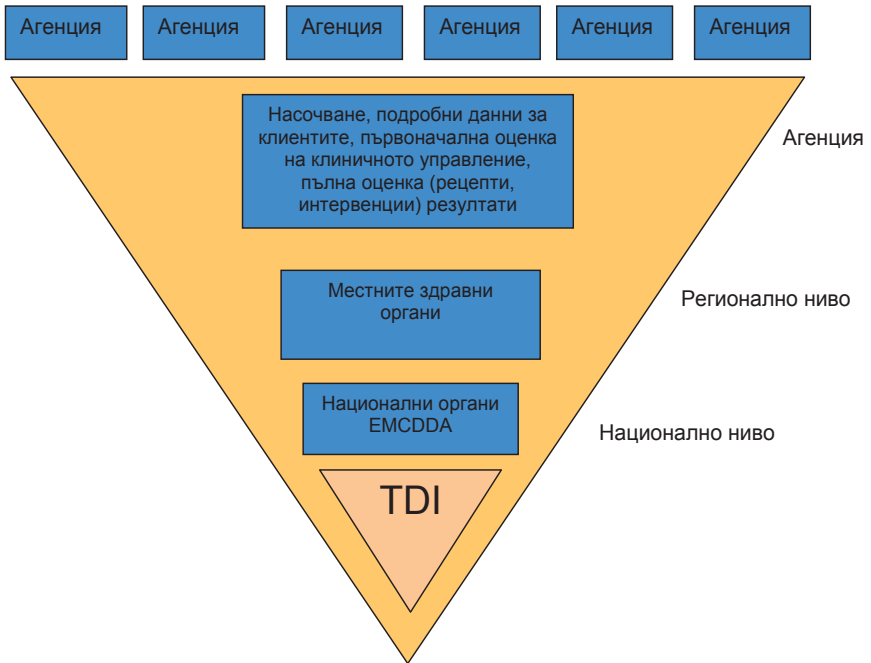 Агенция Агенция Агенция Агенция Агенция Агенция
Насочване, подробни данни за
клиентите, първоначална оценка
на клиничното управление,
пълна оценка (рецепти,
интервенции) резултати
Агенция
Местните здравни
органи
Регионално ниво
Национални органи
EMCDDA
Национално ниво
TDI